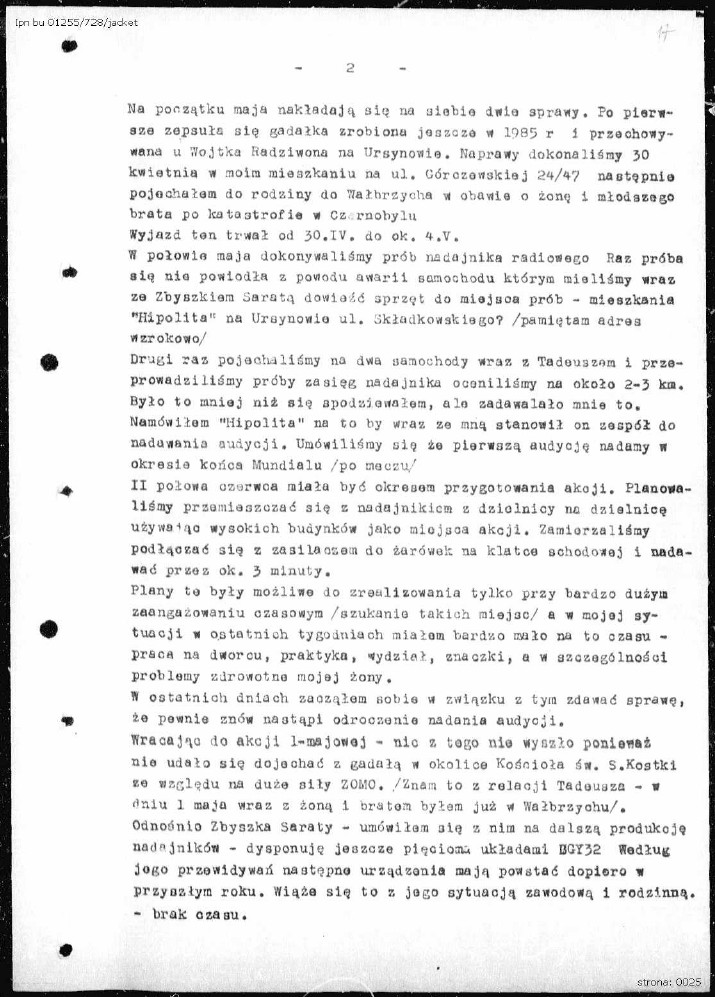 Ipn bu 01255/728/jacket
17
- 2 -
Na początku maja nakładają się na siebie dwie sprawy. Po pierw-
sze zepsuła się gadałka zrobiona jeszcze w 1985 r i przechowy-
wana u Wojtka Radziwona na Ursynowie. Naprawy dokonaliśmy 30
kwietnia w moim mieszkaniu na ul. Górczewskiej 24/47 następnie
pojechałem do rodziny do Wałbrzycha w obawie o żonę i młodszego
brata po katastrofie w Czarnobylu
Wyjazd ten trwał od 30.IV. do ok. 4.V.
W połowie maja dokonywaliśmy prób nadajnika radiowego Raz próba
się nie powiodła z powodu awarii samochodu którym mieliśmy wraz
ze Zbyszkiem Saratą dowieźć sprzęt do miejsca prób - mieszkania
"Hipolita" na Ursynowie ul. Składkowskiego? /pamiętam adres
wzrokowo/
Drugi raz pojechaliśmy na dwa samochody wraz z Tadeuszem i prze-
prowadziliśmy próby zasięg nadajnika oceniliśmy na około 2-3 km.
Było to mniej niż się spodziewałem, ale zadawalało mnie to.
Namówiłem "Hipolita" na to by wraz ze mną stanowił on zespół do
nadawania audycji. Umówiliśmy się że pierwszą audycję nadamy w
okresie końca Mundialu /po meczu/
II połowa czerwca miała być okresem przygotowania akcji. Planowa-
liśmy przemieszczać się z nadajnikiem z dzielnicy na dzielnicę
używając wysokich budynków jako miejsca akcji. Zamierzaliśmy
podłączać się z zasilaczem do żarówek na klatce schodowej i nada-
wać przez ok. 3 minuty.
Plany te były możliwe do zrealizowania tylko przy bardzo dużym
zaangażowaniu czasowym /szukanie takich miejsc/ a w mojej sy-
tuacji w ostatnich tygodniach miałem bardzo mało na to czasu -
praca na dworcu, praktyka, wydział, znaczki, a w szczególności
problemy zdrowotne mojej żony.
W ostatnich dniach zacząłem sobie w związku z tym zdawać sprawę,
że pewnie znów nastąpi odroczenie nadania audycji.
Wracając do akcji 1-majowej - nic z tego nie wyszło ponieważ
nie udało się dojechać z gadałą w okolice Kościoła św. S.Kostki
ze względu na duże siły ZOMO. /Znam to z relacji Tadeusza - w
dniu 1 maja wraz z żoną i bratem byłem już w Wałbrzychu/.
Odnośnie Zbyszka Saraty - umówiłem się z nim na dalszą produkcję
nadajników - dysponuję jeszcze pięcioma układami BGY32 Według
jego przewidywań następne urządzenia mają powstać dopiero w
przyszłym roku. Wiąże się to z jego sytuacją zawodową i rodzinną.
- brak czasu.
strona: 0025